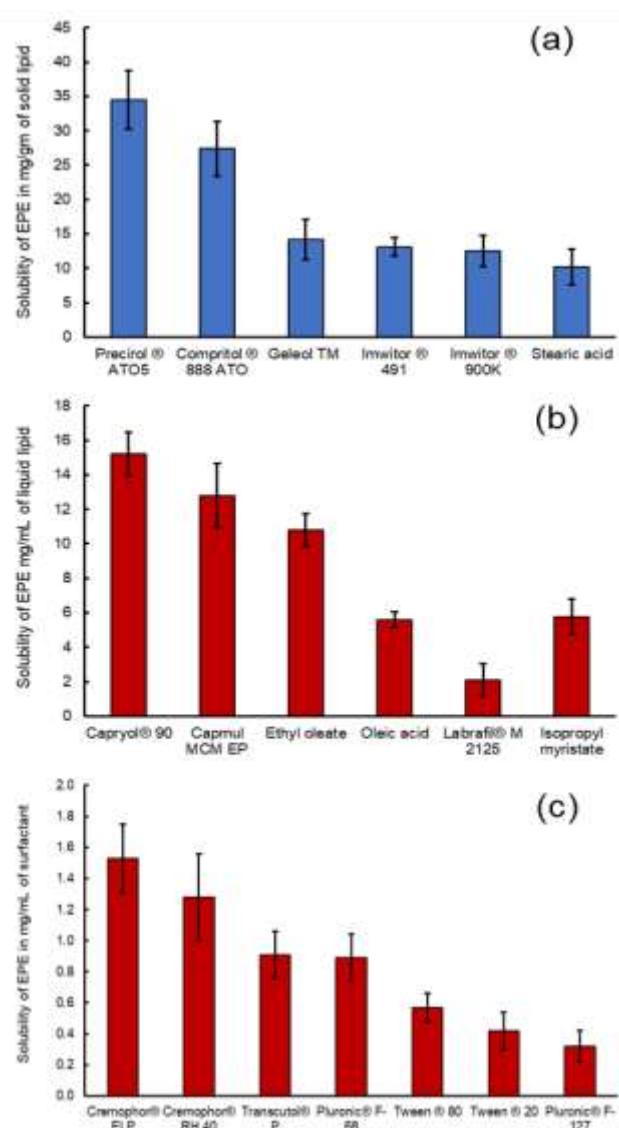 (a)
Solubility of EPE in mg/gm of solid lipid
45
40
35
30
25
20
15
10
5
0
Precirol ® ATO5
Compritol ® 888 ATO
Geleol TM
Imwitor ® 491
Imwitor ® 900K
Stearic acid
(b)
Solubility of EPE mg/mL of liquid lipid
18
16
14
12
10
8
6
4
2
0
Capryol® 90
Capmul MCM EP
Ethyl oleate
Oleic acid
Labrafil® M 2125
Isopropyl myristate
(c)
Solubility of EPE in mg/mL of surfactant
2.0
1.8
1.6
1.4
1.2
1.0
0.8
0.6
0.4
0.2
0.0
Cremophor® ELP
Cremophor® RH 40
Transcutol® P
Pluronic® F-68
Tween ® 80
Tween ® 20
Pluronic® F-127